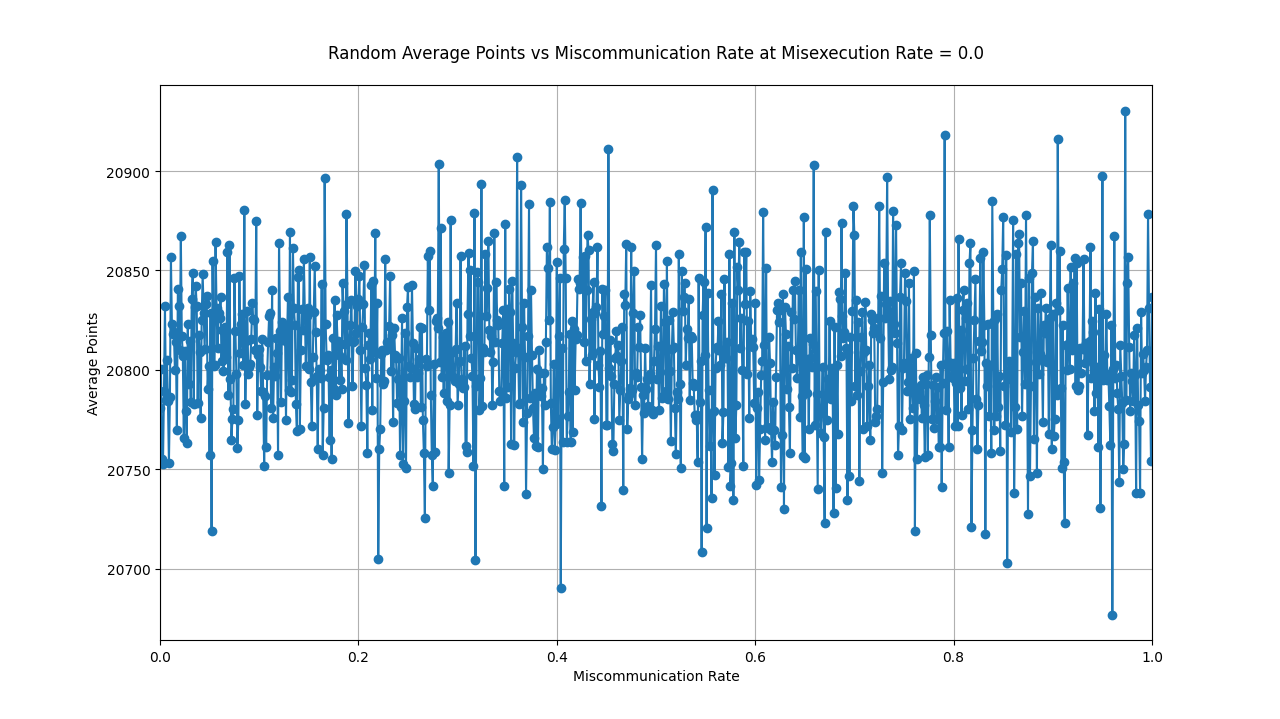 Random Average Points vs Miscommunication Rate at Misexecution Rate = 0.0
Average Points
20900
20850
20800
20750
20700
0.0 0.2 0.4 0.6 0.8 1.0
Miscommunication Rate